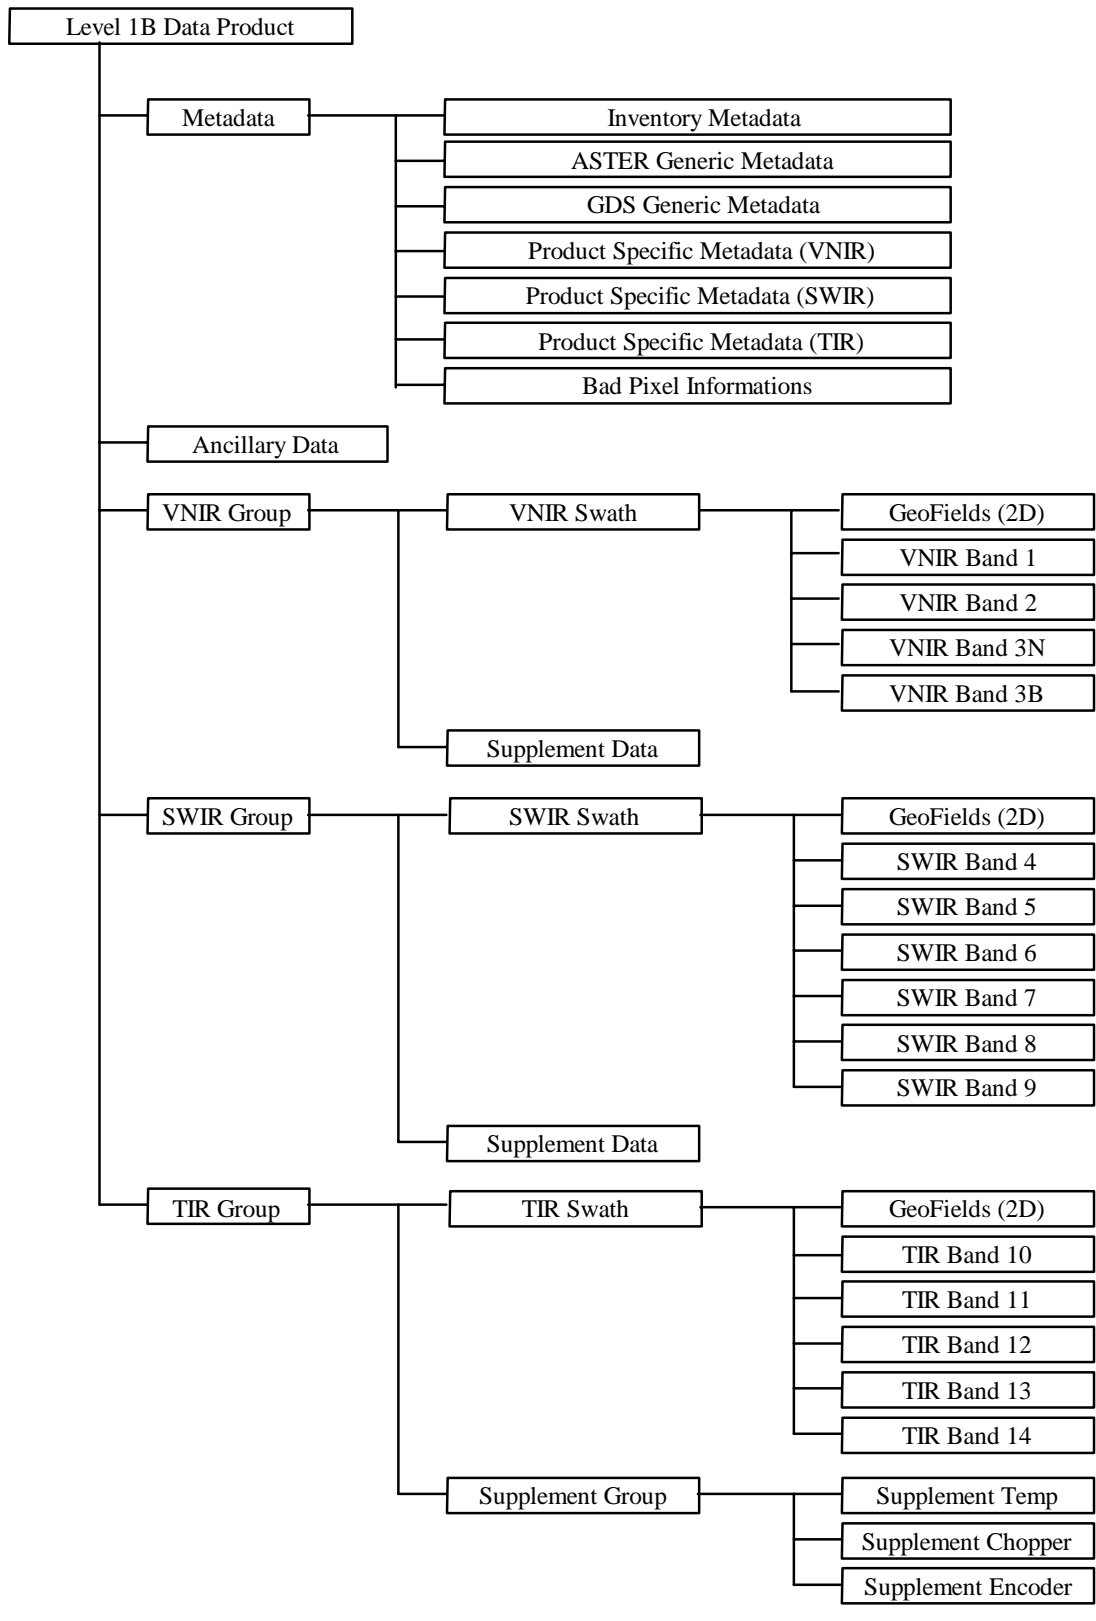 Level 1B Data Product
Metadata
Inventory Metadata
ASTER Generic Metadata
GDS Generic Metadata
Product Specific Metadata (VNIR)
Product Specific Metadata (SWIR)
Product Specific Metadata (TIR)
Bad Pixel Informations
Ancillary Data
VNIR Group
VNIR Swath
GeoFields (2D)
VNIR Band 1
VNIR Band 2
VNIR Band 3N
VNIR Band 3B
Supplement Data
SWIR Group
SWIR Swath
GeoFields (2D)
SWIR Band 4
SWIR Band 5
SWIR Band 6
SWIR Band 7
SWIR Band 8
SWIR Band 9
Supplement Data
TIR Group
TIR Swath
GeoFields (2D)
TIR Band 10
TIR Band 11
TIR Band 12
TIR Band 13
TIR Band 14
Supplement Group
Supplement Temp
Supplement Chopper
Supplement Encoder